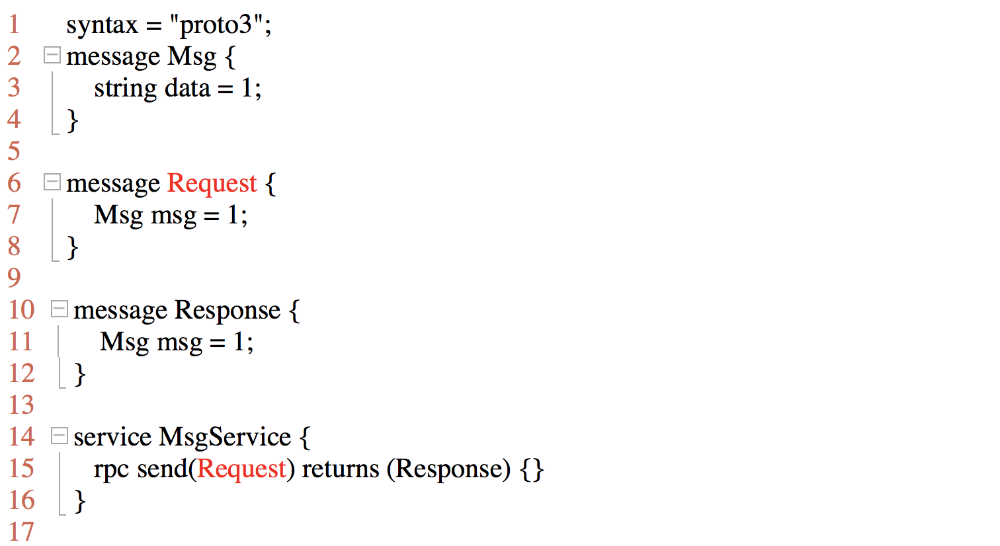 1 syntax = "proto3";
2 message Msg {
3 string data = 1;
4 }
5
6 message Request {
7 Msg msg = 1;
8 }
9
10 message Response {
11 Msg msg = 1;
12 }
13
14 service MsgService {
15 rpc send(Request) returns (Response) {}
16 }
17